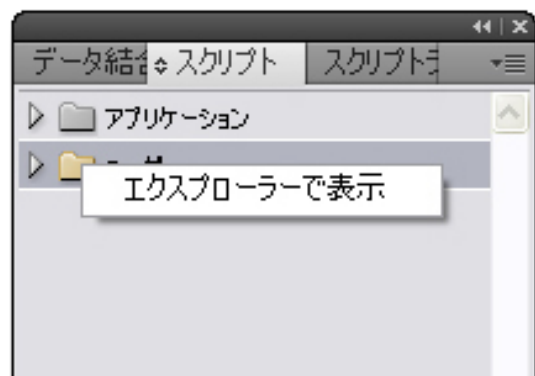 データ結合
スクリプト
スクリプトラ
アプリケーション
エクスプローラーで表示